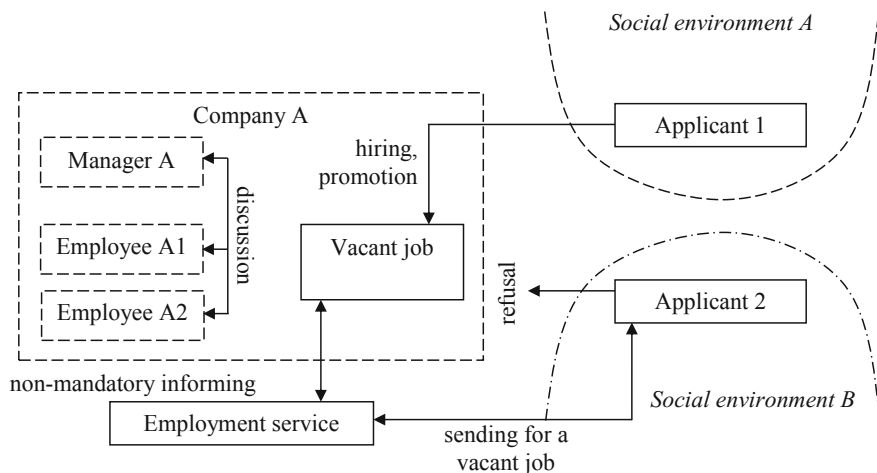 Social environment A
Company A
Applicant 1
Manager A
hiring,
promotion
discussion
Employee A1
Vacant job
Employee A2
refusal
Applicant 2
non-mandatory informing
Employment service
Social environment B
sending for a
vacant job